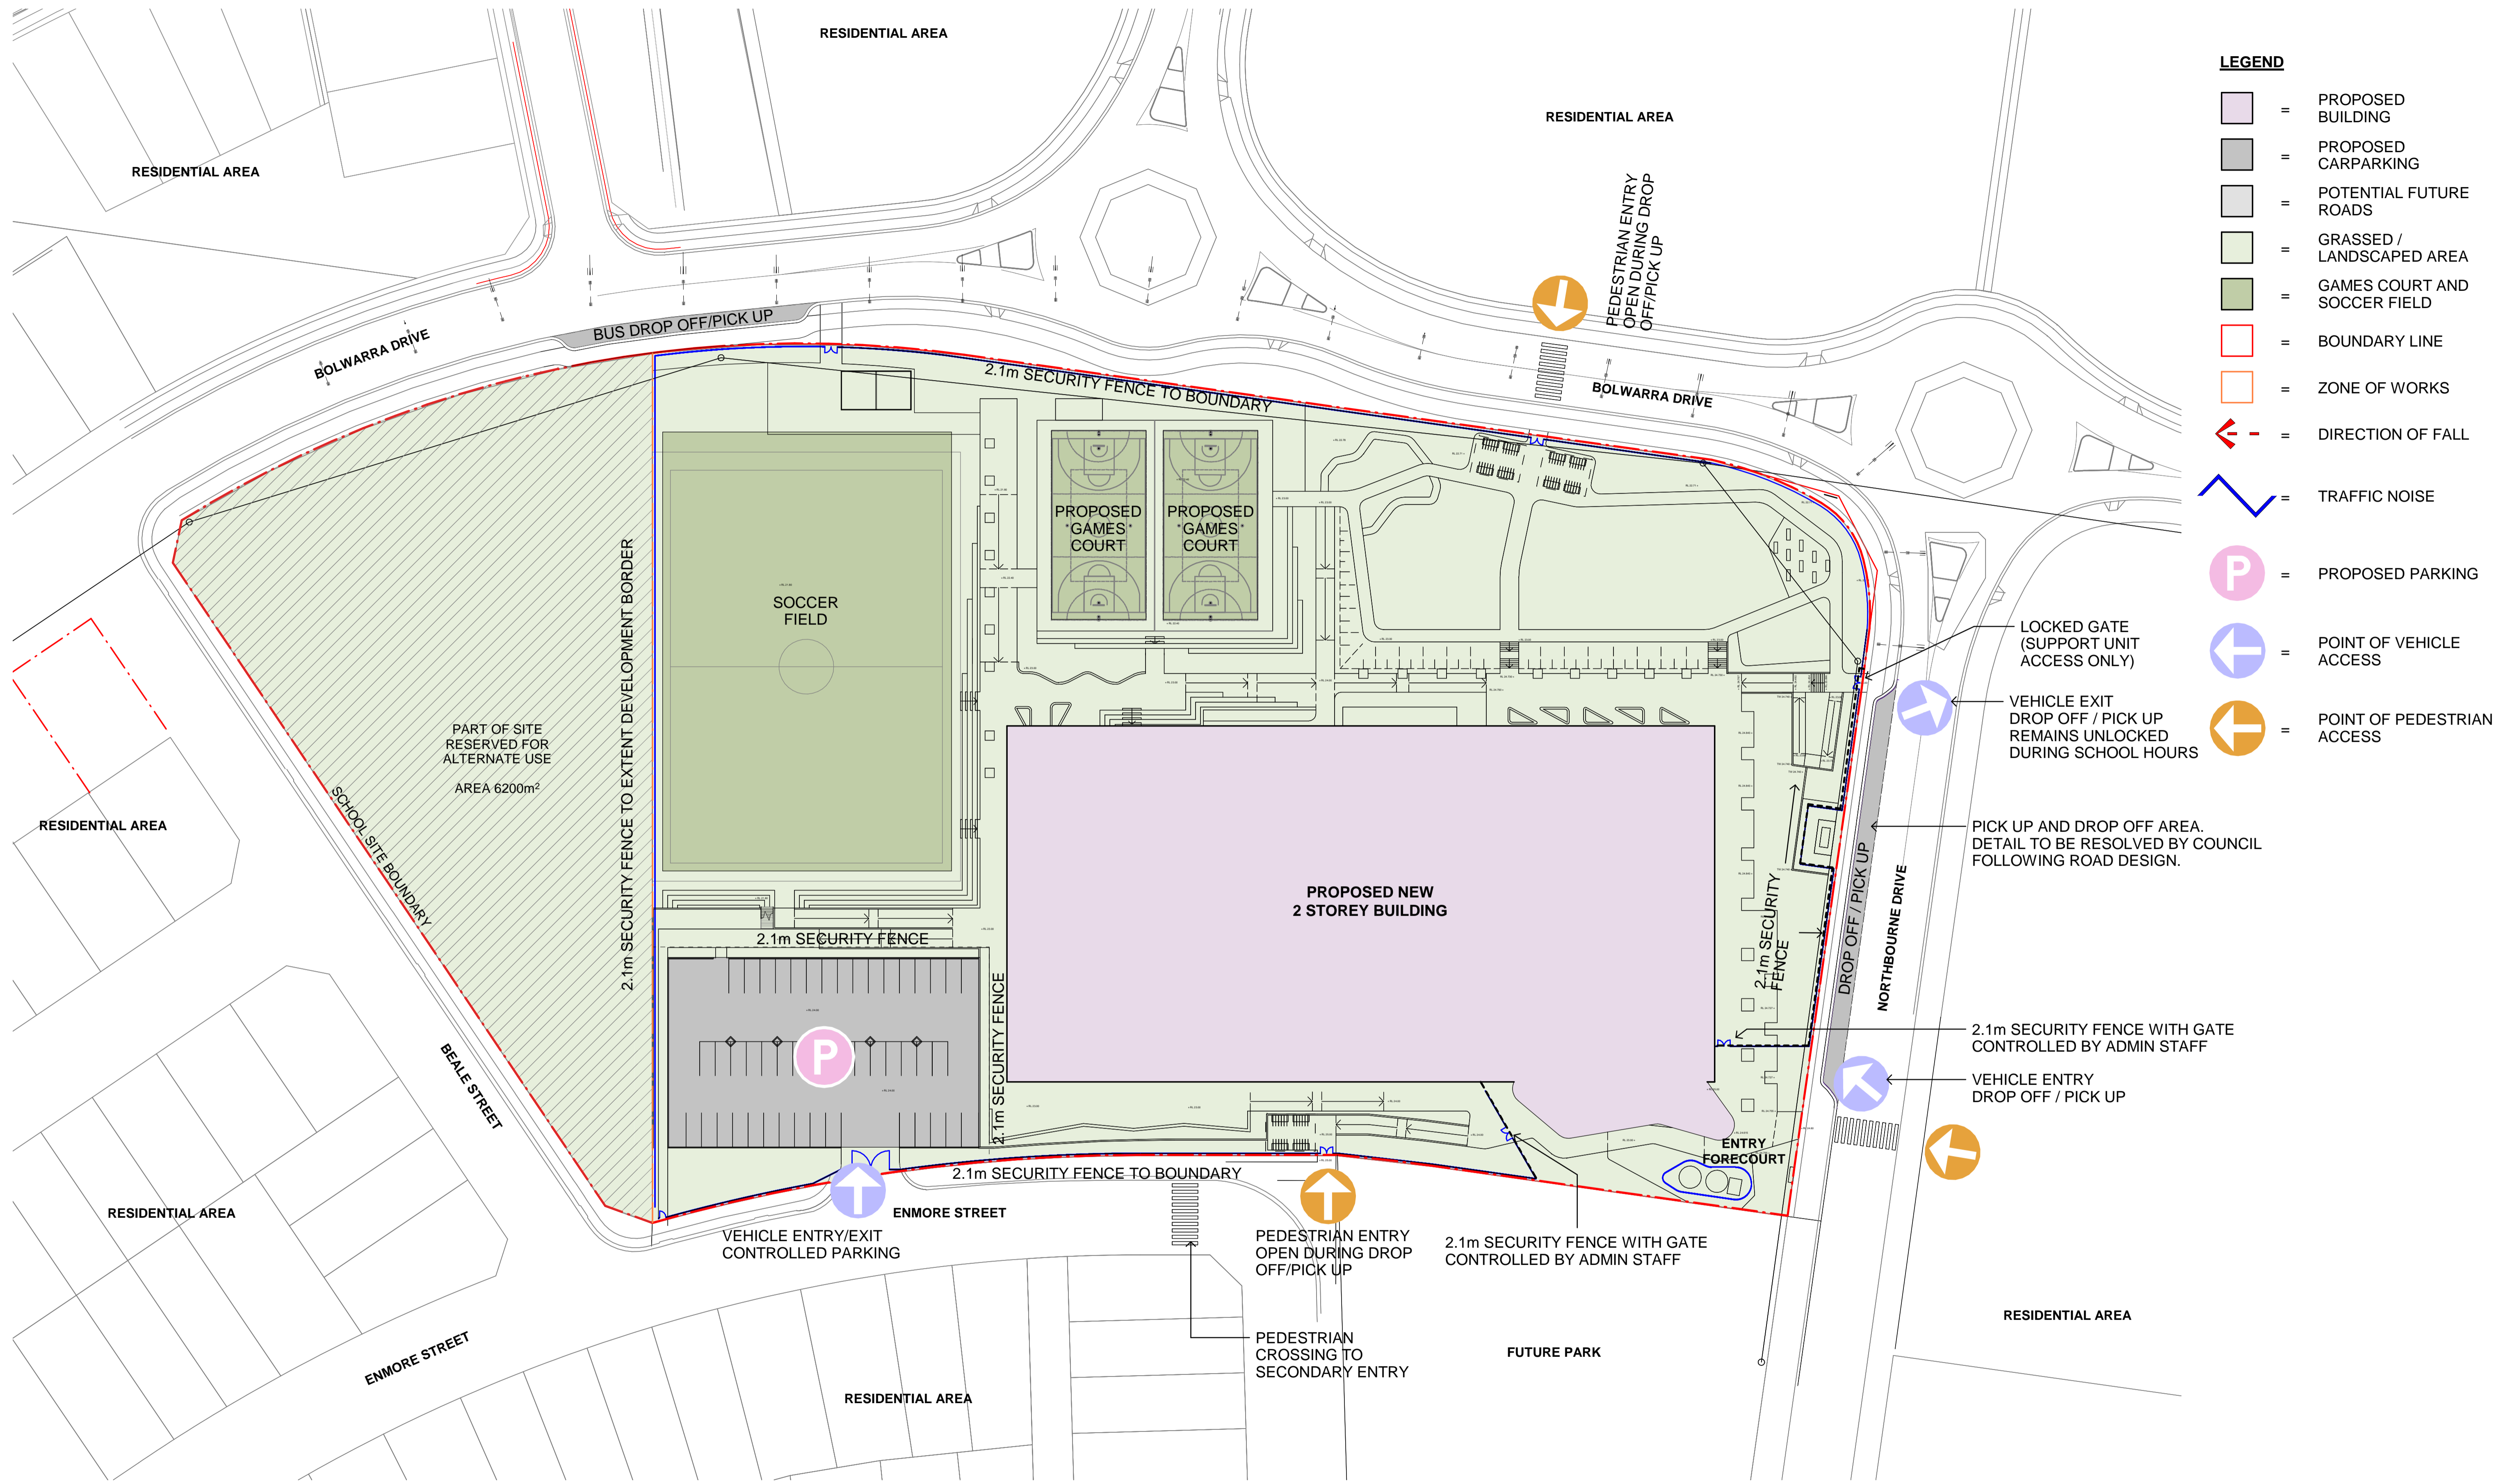 RESIDENTIAL AREA
RESIDENTIAL AREA
RESIDENTIAL AREA
BOLWARRA DRIVE
BUS DROP OFF/PICK UP
2.1m SECURITY FENCE TO BOUNDARY
PEDESTRIAN ENTRY
OPEN DURING DROP
OFF/PICK UP
BOLWARRA DRIVE
PROPOSED
GAMES
COURT
PROPOSED
GAMES
COURT
SOCCER
FIELD
2.1m SECURITY FENCE TO EXTENT DEVELOPMENT BORDER
PART OF SITE
RESERVED FOR
ALTERNATE USE
AREA 6200m²
SCHOOL SITE BOUNDARY
RESIDENTIAL AREA
BEALE STREET
RESIDENTIAL AREA
ENMORE STREET
2.1m SECURITY FENCE
2.1m SECURITY FENCE
P
PROPOSED NEW
2 STOREY BUILDING
2.1m SECURITY
FENCE
DROP OFF / PICK UP
NORTHBOURNE DRIVE
LOCKED GATE
(SUPPORT UNIT
ACCESS ONLY)
VEHICLE EXIT
DROP OFF / PICK UP
REMAINS UNLOCKED
DURING SCHOOL HOURS
PICK UP AND DROP OFF AREA.
DETAIL TO BE RESOLVED BY COUNCIL
FOLLOWING ROAD DESIGN.
2.1m SECURITY FENCE WITH GATE
CONTROLLED BY ADMIN STAFF
VEHICLE ENTRY
DROP OFF / PICK UP
ENTRY
FORECOURT
2.1m SECURITY FENCE TO BOUNDARY
ENMORE STREET
VEHICLE ENTRY/EXIT
CONTROLLED PARKING
PEDESTRIAN ENTRY
OPEN DURING DROP
OFF/PICK UP
2.1m SECURITY FENCE WITH GATE
CONTROLLED BY ADMIN STAFF
PEDESTRIAN
CROSSING TO
SECONDARY ENTRY
FUTURE PARK
RESIDENTIAL AREA
RESIDENTIAL AREA
LEGEND
= PROPOSED
BUILDING
= PROPOSED
CARPARKING
= POTENTIAL FUTURE
ROADS
= GRASSED /
LANDSCAPED AREA
= GAMES COURT AND
SOCCER FIELD
= BOUNDARY LINE
= ZONE OF WORKS
= DIRECTION OF FALL
= TRAFFIC NOISE
P = PROPOSED PARKING
= POINT OF VEHICLE
ACCESS
= POINT OF PEDESTRIAN
ACCESS